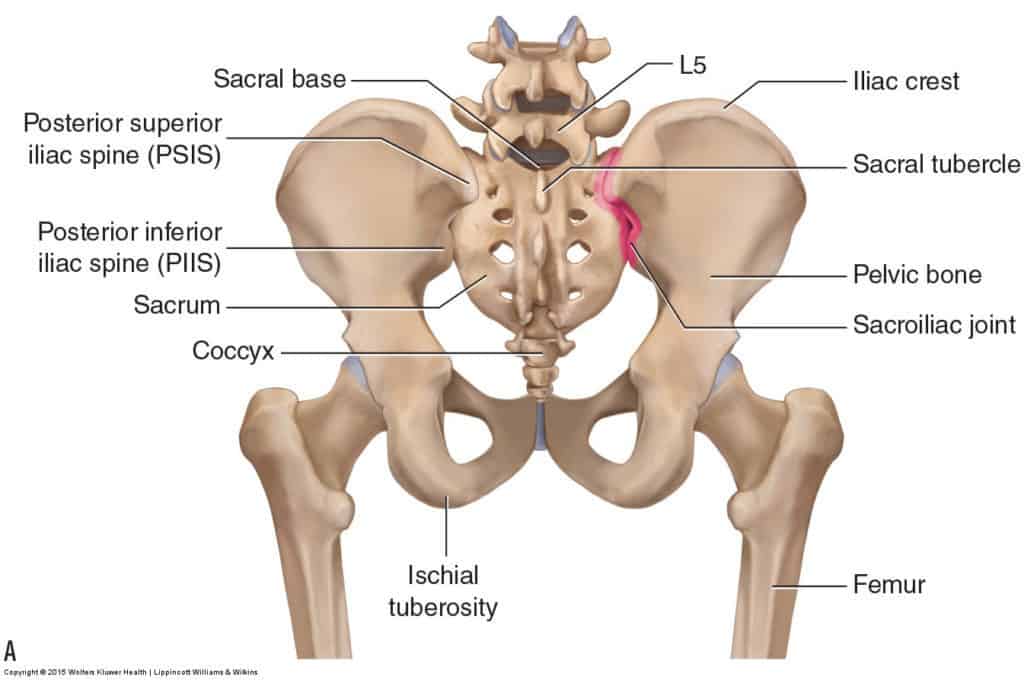 Sacral base
L5
Iliac crest
Posterior superior
iliac spine (PSIS)
Sacral tubercle
Posterior inferior
iliac spine (PIIS)
Pelvic bone
Sacrum
Sacroiliac joint
Coccyx
Ischial
tuberosity
Femur
A
Copyright © 2015 Wolters Kluwer Health | Lippincott Williams & Wilkins